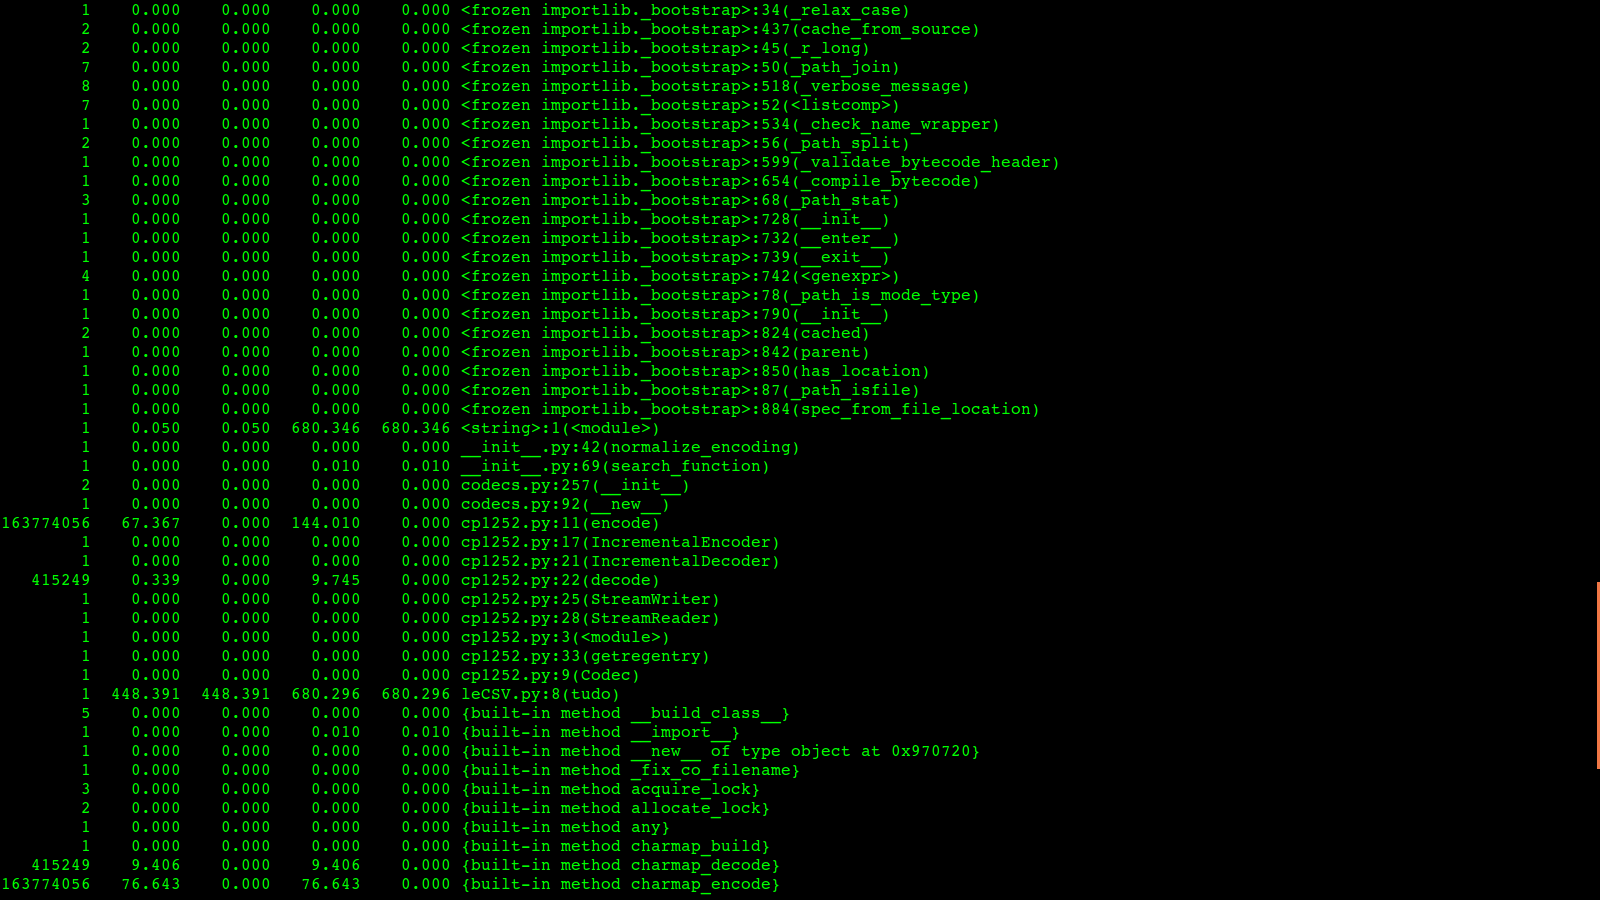 1 0.000 0.000 0.000 0.000 <frozen importlib._bootstrap>:34(_relax_case)
2 0.000 0.000 0.000 0.000 <frozen importlib._bootstrap>:437(cache_from_source)
2 0.000 0.000 0.000 0.000 <frozen importlib._bootstrap>:45(_r_long)
7 0.000 0.000 0.000 0.000 <frozen importlib._bootstrap>:50(_path_join)
8 0.000 0.000 0.000 0.000 <frozen importlib._bootstrap>:518(_verbose_message)
7 0.000 0.000 0.000 0.000 <frozen importlib._bootstrap>:52(<listcomp>)
1 0.000 0.000 0.000 0.000 <frozen importlib._bootstrap>:534(_check_name_wrapper)
2 0.000 0.000 0.000 0.000 <frozen importlib._bootstrap>:56(_path_split)
1 0.000 0.000 0.000 0.000 <frozen importlib._bootstrap>:599(_validate_bytecode_header)
1 0.000 0.000 0.000 0.000 <frozen importlib._bootstrap>:654(_compile_bytecode)
3 0.000 0.000 0.000 0.000 <frozen importlib._bootstrap>:68(_path_stat)
1 0.000 0.000 0.000 0.000 <frozen importlib._bootstrap>:728(__init__)
1 0.000 0.000 0.000 0.000 <frozen importlib._bootstrap>:732(__enter__)
1 0.000 0.000 0.000 0.000 <frozen importlib._bootstrap>:739(__exit__)
4 0.000 0.000 0.000 0.000 <frozen importlib._bootstrap>:742(<genexpr>)
1 0.000 0.000 0.000 0.000 <frozen importlib._bootstrap>:78(_path_is_mode_type)
1 0.000 0.000 0.000 0.000 <frozen importlib._bootstrap>:790(__init__)
2 0.000 0.000 0.000 0.000 <frozen importlib._bootstrap>:824(cached)
1 0.000 0.000 0.000 0.000 <frozen importlib._bootstrap>:842(parent)
1 0.000 0.000 0.000 0.000 <frozen importlib._bootstrap>:850(has_location)
1 0.000 0.000 0.000 0.000 <frozen importlib._bootstrap>:87(_path_isfile)
1 0.000 0.000 0.000 0.000 <frozen importlib._bootstrap>:884(spec_from_file_location)
1 0.050 0.050 680.346 680.346 <string>:1(<module>)
1 0.000 0.000 0.000 0.000 __init__.py:42(normalize_encoding)
1 0.000 0.000 0.010 0.010 __init__.py:69(search_function)
2 0.000 0.000 0.000 0.000 codecs.py:257(__init__)
1 0.000 0.000 0.000 0.000 codecs.py:92(__new__)
163774056 67.367 0.000 144.010 0.000 cp1252.py:11(encode)
1 0.000 0.000 0.000 0.000 cp1252.py:17(IncrementalEncoder)
1 0.000 0.000 0.000 0.000 cp1252.py:21(IncrementalDecoder)
415249 0.339 0.000 9.745 0.000 cp1252.py:22(decode)
1 0.000 0.000 0.000 0.000 cp1252.py:25(StreamWriter)
1 0.000 0.000 0.000 0.000 cp1252.py:28(StreamReader)
1 0.000 0.000 0.000 0.000 cp1252.py:3(<module>)
1 0.000 0.000 0.000 0.000 cp1252.py:33(getregentry)
1 0.000 0.000 0.000 0.000 cp1252.py:9(Codec)
1 448.391 448.391 680.296 680.296 leCSV.py:8(tudo)
5 0.000 0.000 0.000 0.000 {built-in method __build_class__}
1 0.000 0.000 0.010 0.010 {built-in method __import__}
1 0.000 0.000 0.000 0.000 {built-in method __new__ of type object at 0x970720}
1 0.000 0.000 0.000 0.000 {built-in method _fix_co_filename}
3 0.000 0.000 0.000 0.000 {built-in method acquire_lock}
2 0.000 0.000 0.000 0.000 {built-in method allocate_lock}
1 0.000 0.000 0.000 0.000 {built-in method any}
1 0.000 0.000 0.000 0.000 {built-in method charmap_build}
415249 9.406 0.000 9.406 0.000 {built-in method charmap_decode}
163774056 76.643 0.000 76.643 0.000 {built-in method charmap_encode}